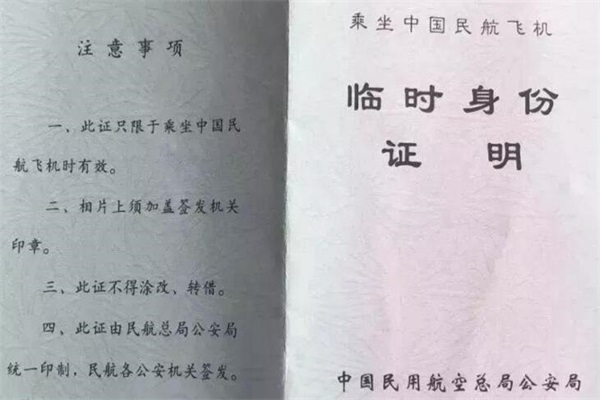 注意事项
一、此证只限于乘坐中国民
航飞机时有效。
二、相片上须加盖签发机关
印章。
三、此证不得涂改、转借。
四、此证由民航总局公安局
统一印制，民航各公安机关签发。
乘坐中国民航飞机
临时身份
证明
中国民用航空总局公安局